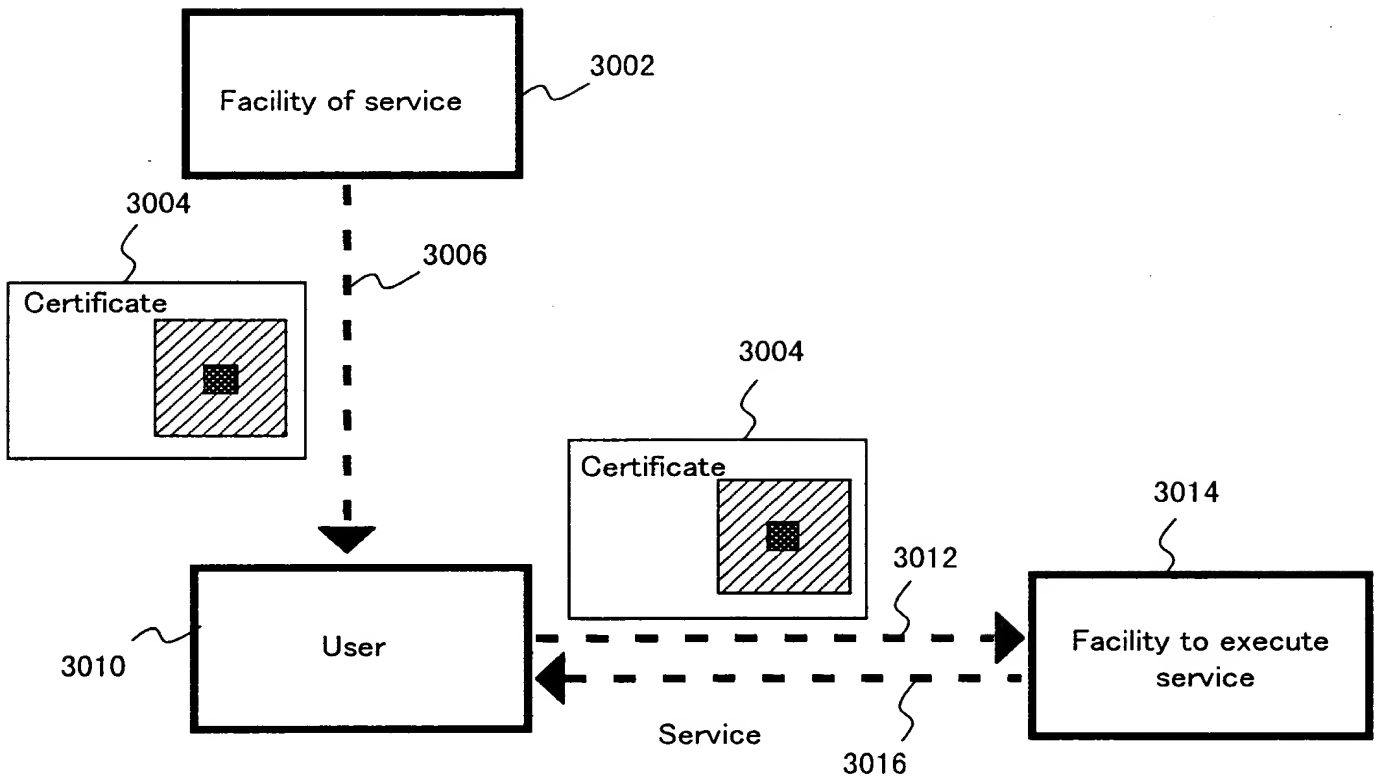 3002
Facility of service
3004
3006
Certificate
3004
Certificate
3014
3012
User
Facility to execute
service
3010
Service
3016